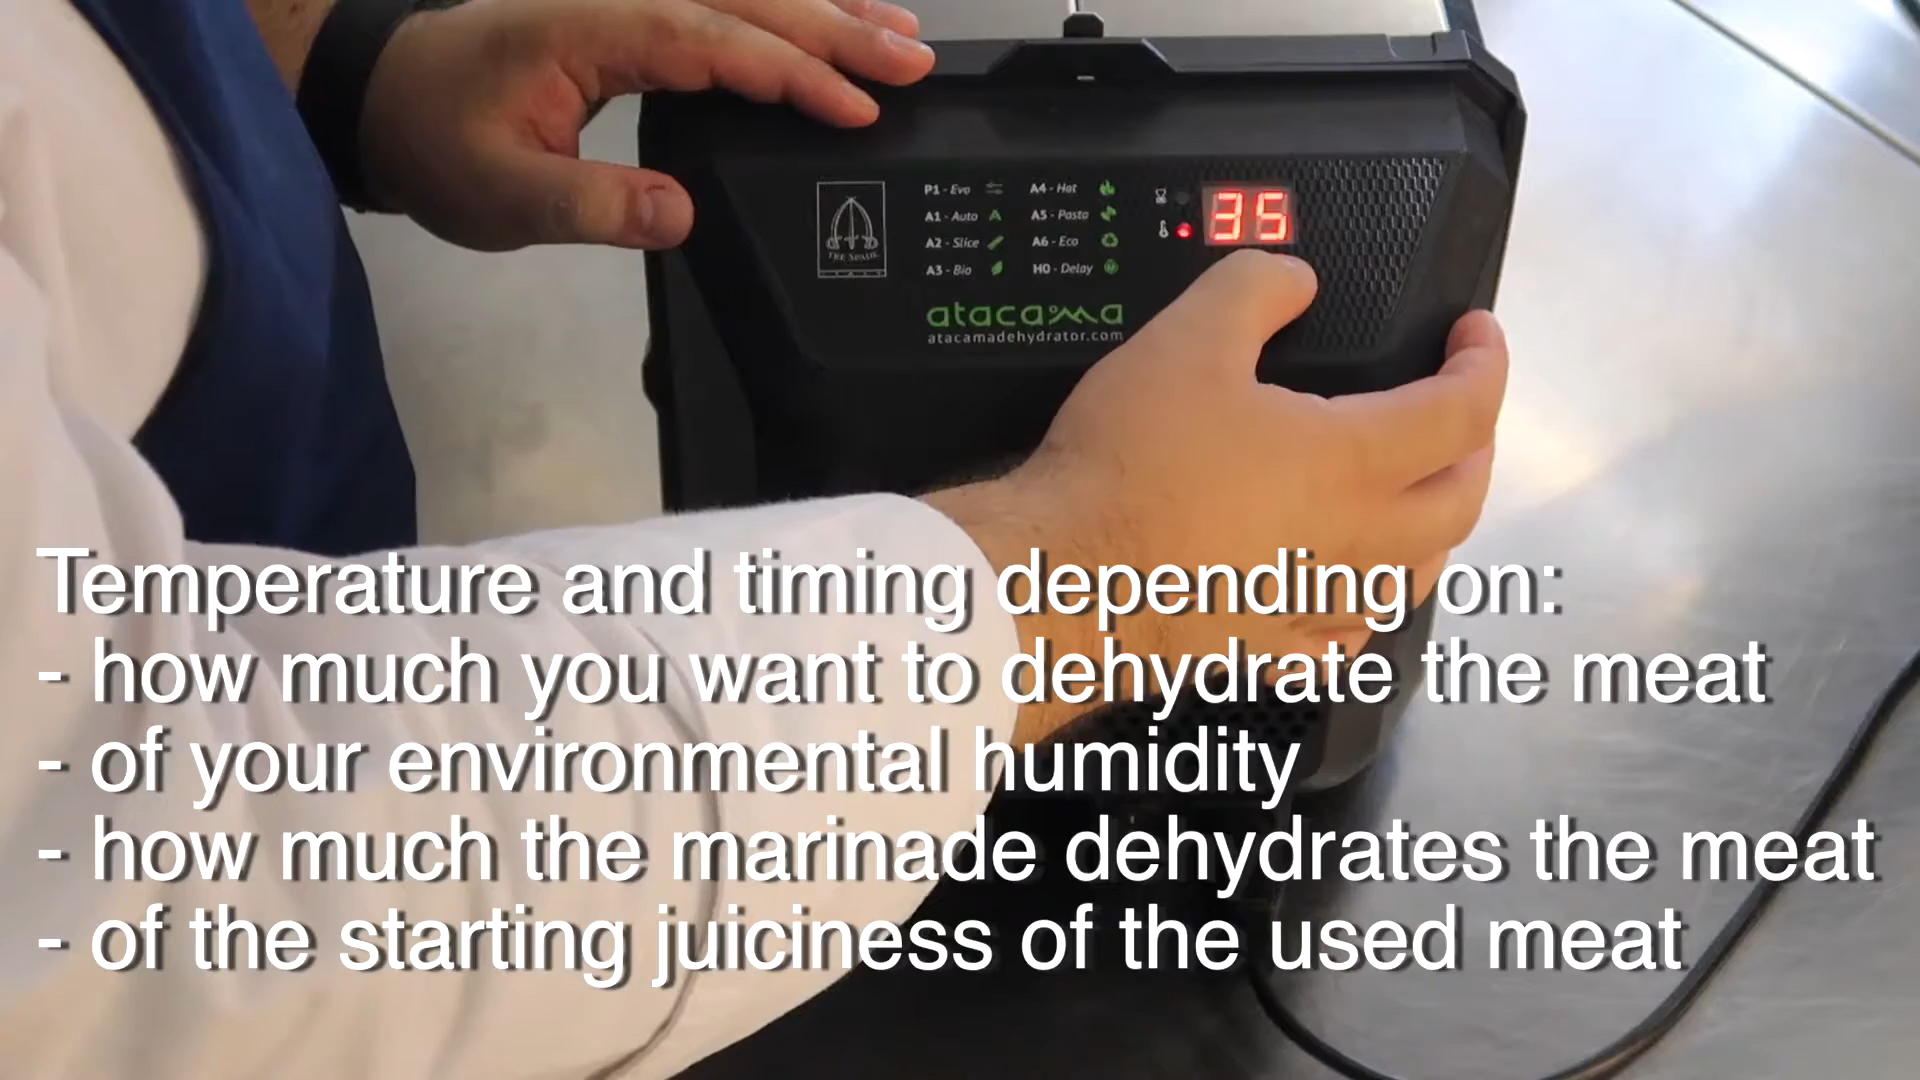 P1 - Evo
A1 - Auto
A2 - Slice
A3 - Bio
A4 - Hot
A5 - Pasta
A6 - Eco
H0 - Delay
35
TRE SPADE
atacama
atacamadehydrator.com
Temperature and timing depending on:
- how much you want to dehydrate the meat
- of your environmental humidity
- how much the marinade dehydrates the meat
- of the starting juiciness of the used meat